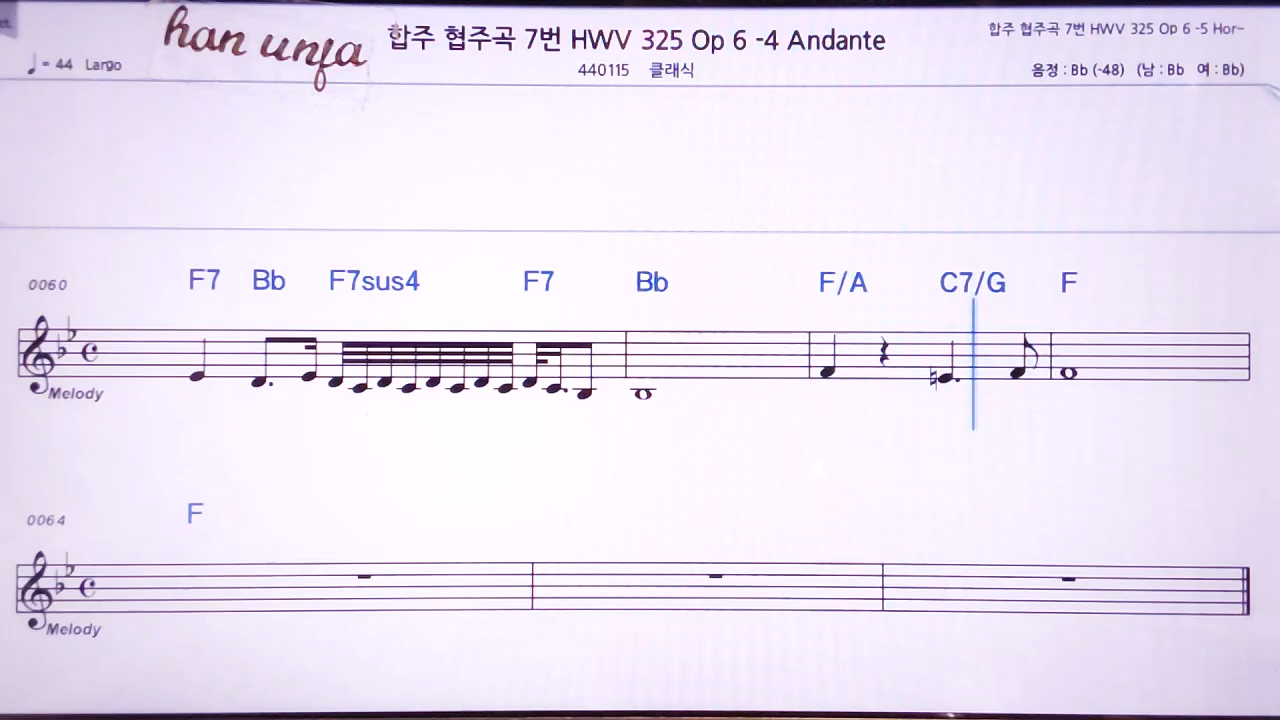 han unfa
합주 협주곡 7번 HWV 325 Op 6 -4 Andante
합주 협주곡 7번 HWV 325 Op 6 -5 Hor~
♩= 44 Largo
440115 클래식
음정 : Bb (-48) (남 : Bb 여 : Bb)
0060 F7 Bb F7sus4 F7 Bb F/A C7/G F
Melody
0064 F
Melody